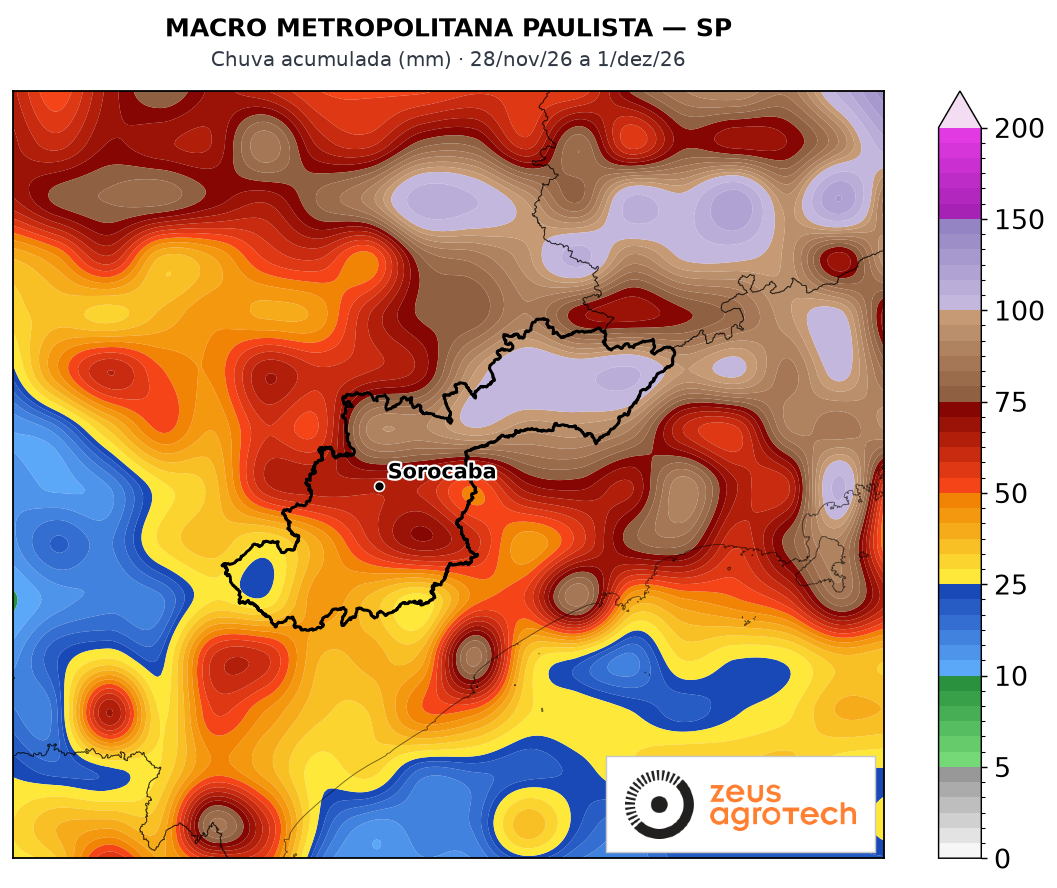 MACRO METROPOLITANA PAULISTA — SP
Chuva acumulada (mm) · 28/nov/26 a 1/dez/26
Sorocaba
200
150
100
75
50
25
10
5
0
zeus
agrotech